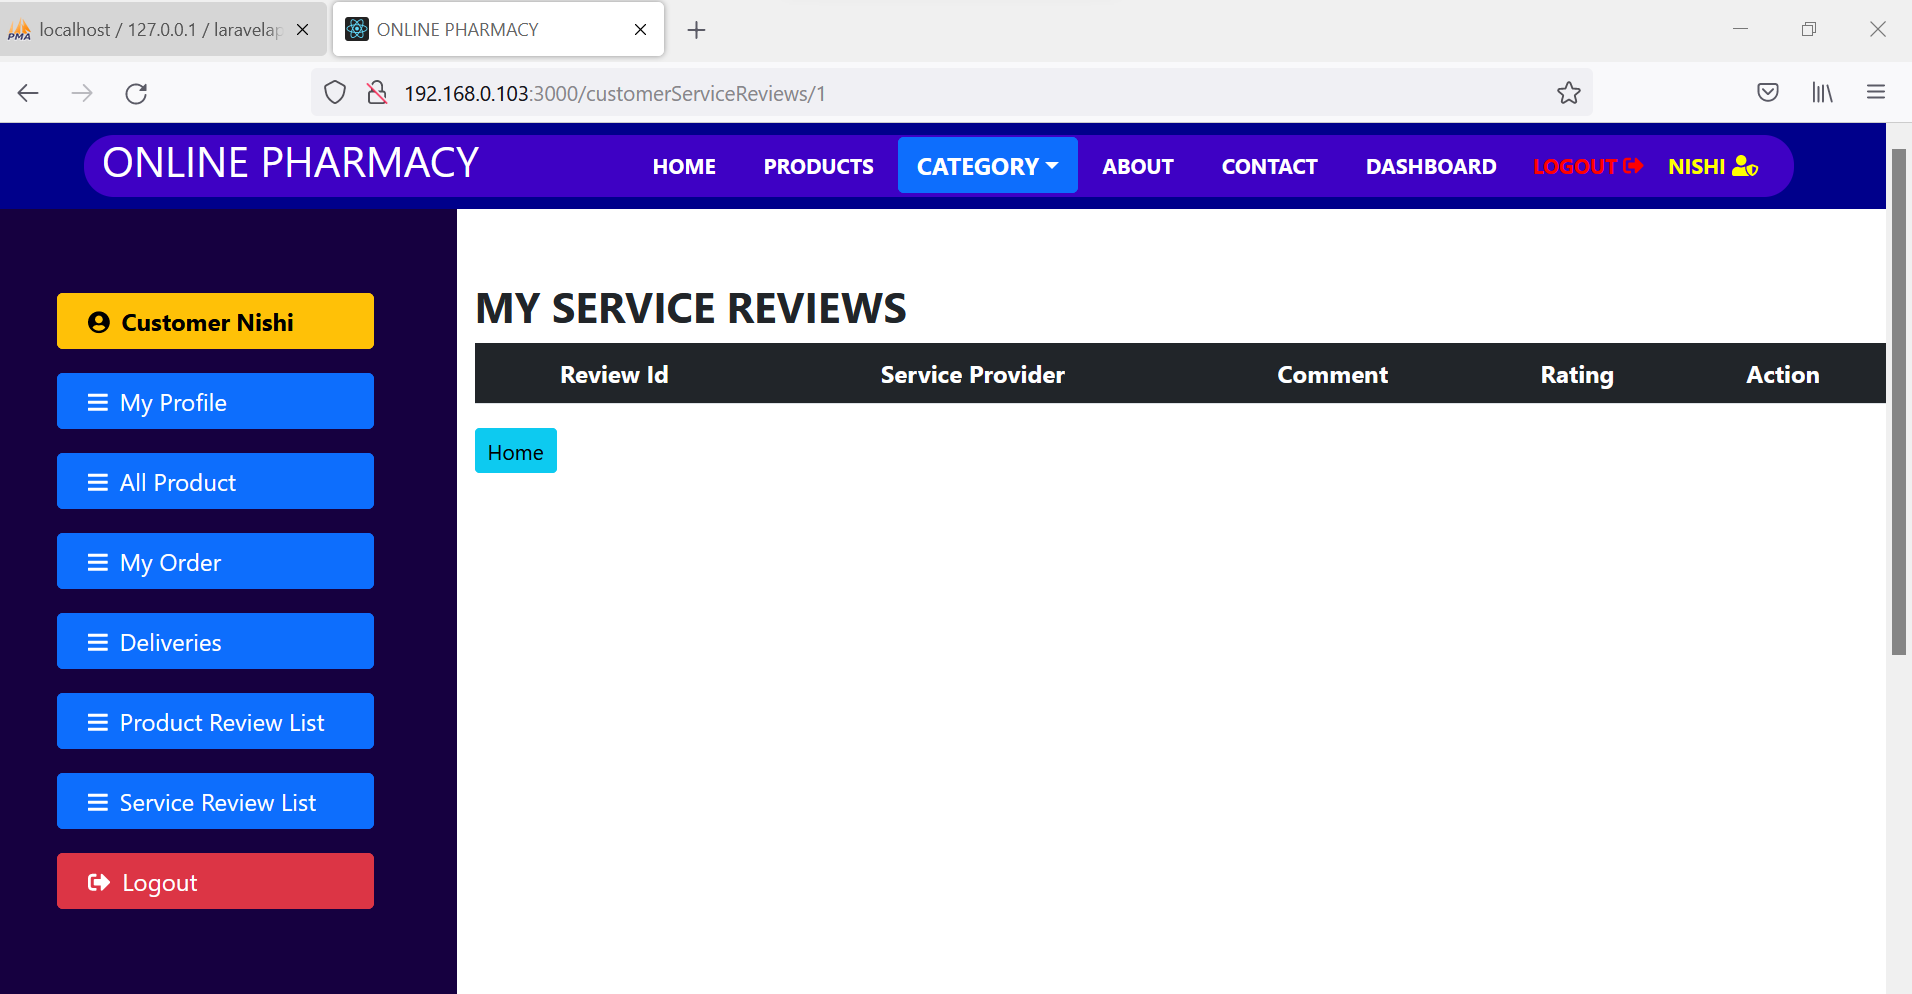 PMA localhost / 127.0.0.1 / laravelap
ONLINE PHARMACY
192.168.0.103:3000/customerServiceReviews/1
ONLINE PHARMACY HOME PRODUCTS CATEGORY ABOUT CONTACT DASHBOARD LOGOUT NISHI
Customer Nishi
My Profile
All Product
My Order
Deliveries
Product Review List
Service Review List
Logout
MY SERVICE REVIEWS
Review Id Service Provider Comment Rating Action
Home